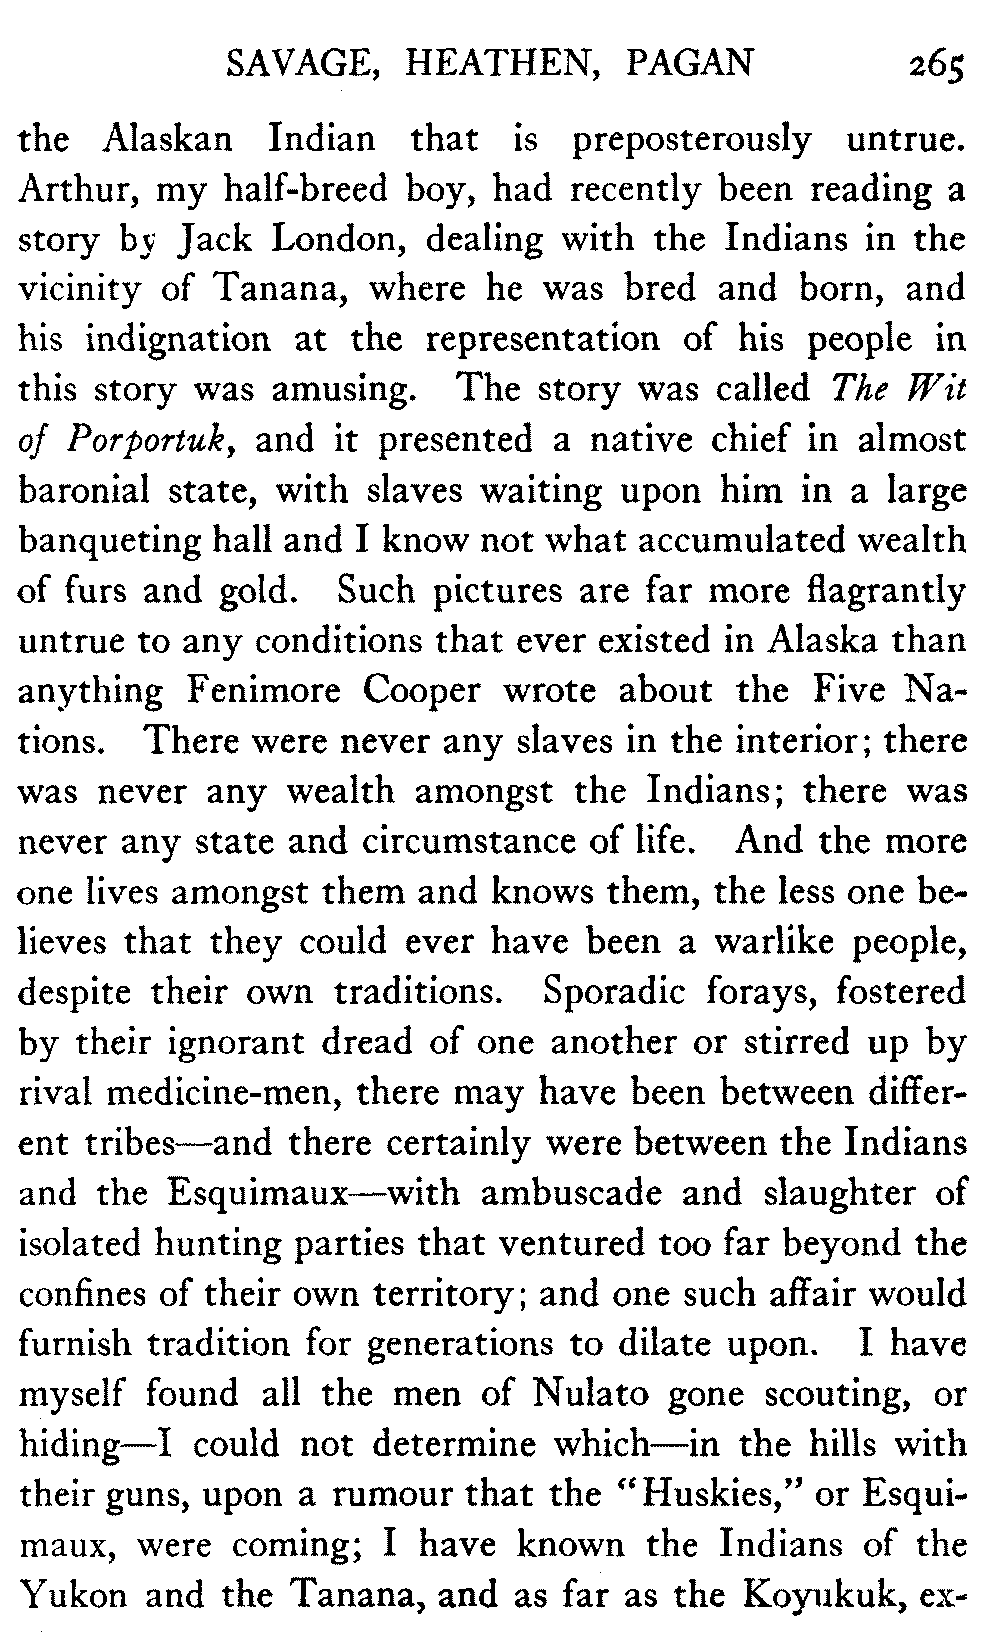 SAVAGE, HEATHEN, PAGAN 265
the Alaskan Indian that is preposterously untrue.
Arthur, my half-breed boy, had recently been reading a
story by Jack London, dealing with the Indians in the
vicinity of Tanana, where he was bred and born, and
his indignation at the representation of his people in
this story was amusing. The story was called The Wit
of Porportuk, and it presented a native chief in almost
baronial state, with slaves waiting upon him in a large
banqueting hall and I know not what accumulated wealth
of furs and gold. Such pictures are far more flagrantly
untrue to any conditions that ever existed in Alaska than
anything Fenimore Cooper wrote about the Five Na-
tions. There were never any slaves in the interior; there
was never any wealth amongst the Indians; there was
never any state and circumstance of life. And the more
one lives amongst them and knows them, the less one be-
lieves that they could ever have been a warlike people,
despite their own traditions. Sporadic forays, fostered
by their ignorant dread of one another or stirred up by
rival medicine-men, there may have been between differ-
ent tribes—and there certainly were between the Indians
and the Esquimaux—with ambuscade and slaughter of
isolated hunting parties that ventured too far beyond the
confines of their own territory; and one such affair would
furnish tradition for generations to dilate upon. I have
myself found all the men of Nulato gone scouting, or
hiding—I could not determine which—in the hills with
their guns, upon a rumour that the “Huskies,” or Esqui-
maux, were coming; I have known the Indians of the
Yukon and the Tanana, and as far as the Koyukuk, ex-